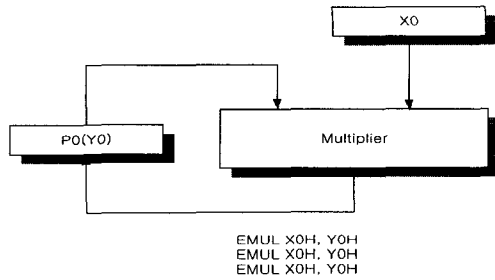 X0
P0(Y0)
Multiplier
EMUL X0H, Y0H
EMUL X0H, Y0H
EMUL X0H, Y0H